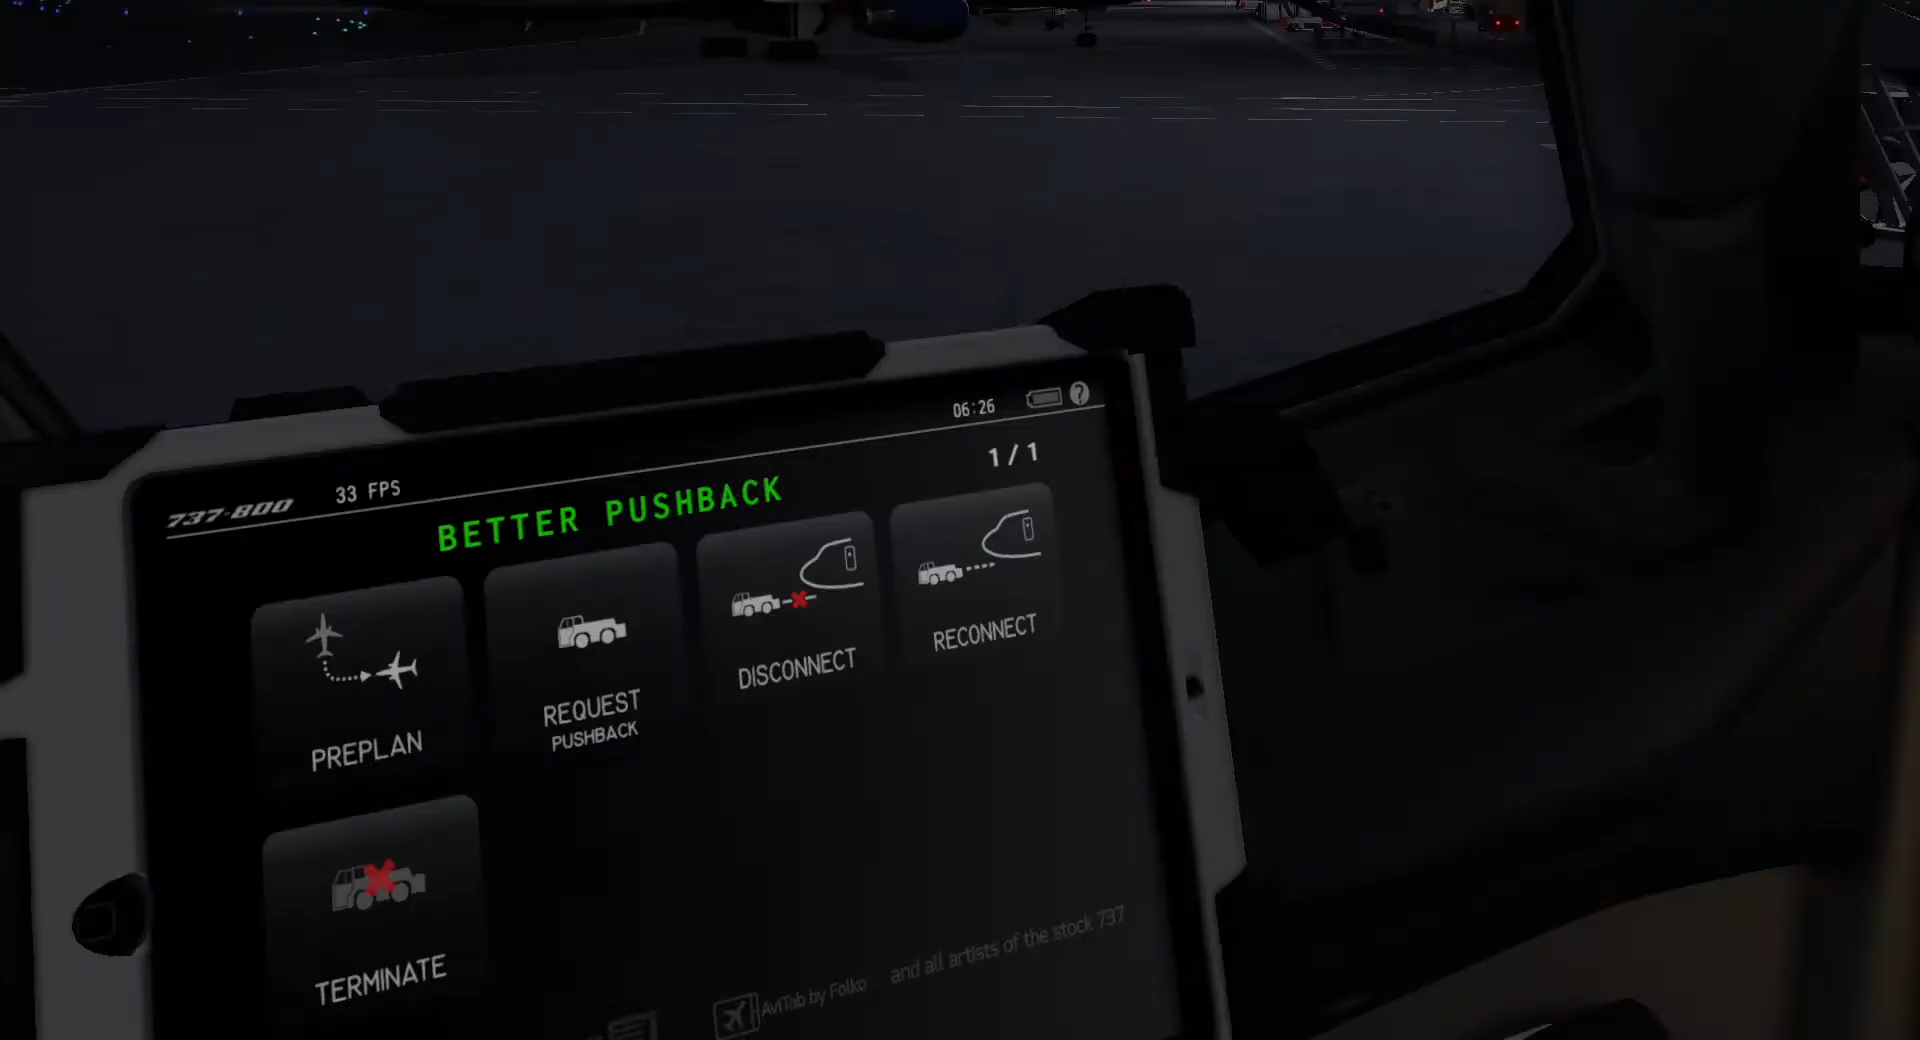 06:26
?
737-800
33 FPS
1/1
BETTER PUSHBACK
PREPLAN
REQUEST
PUSHBACK
DISCONNECT
RECONNECT
TERMINATE
AviTab by Folko
and all artists of the stock 737